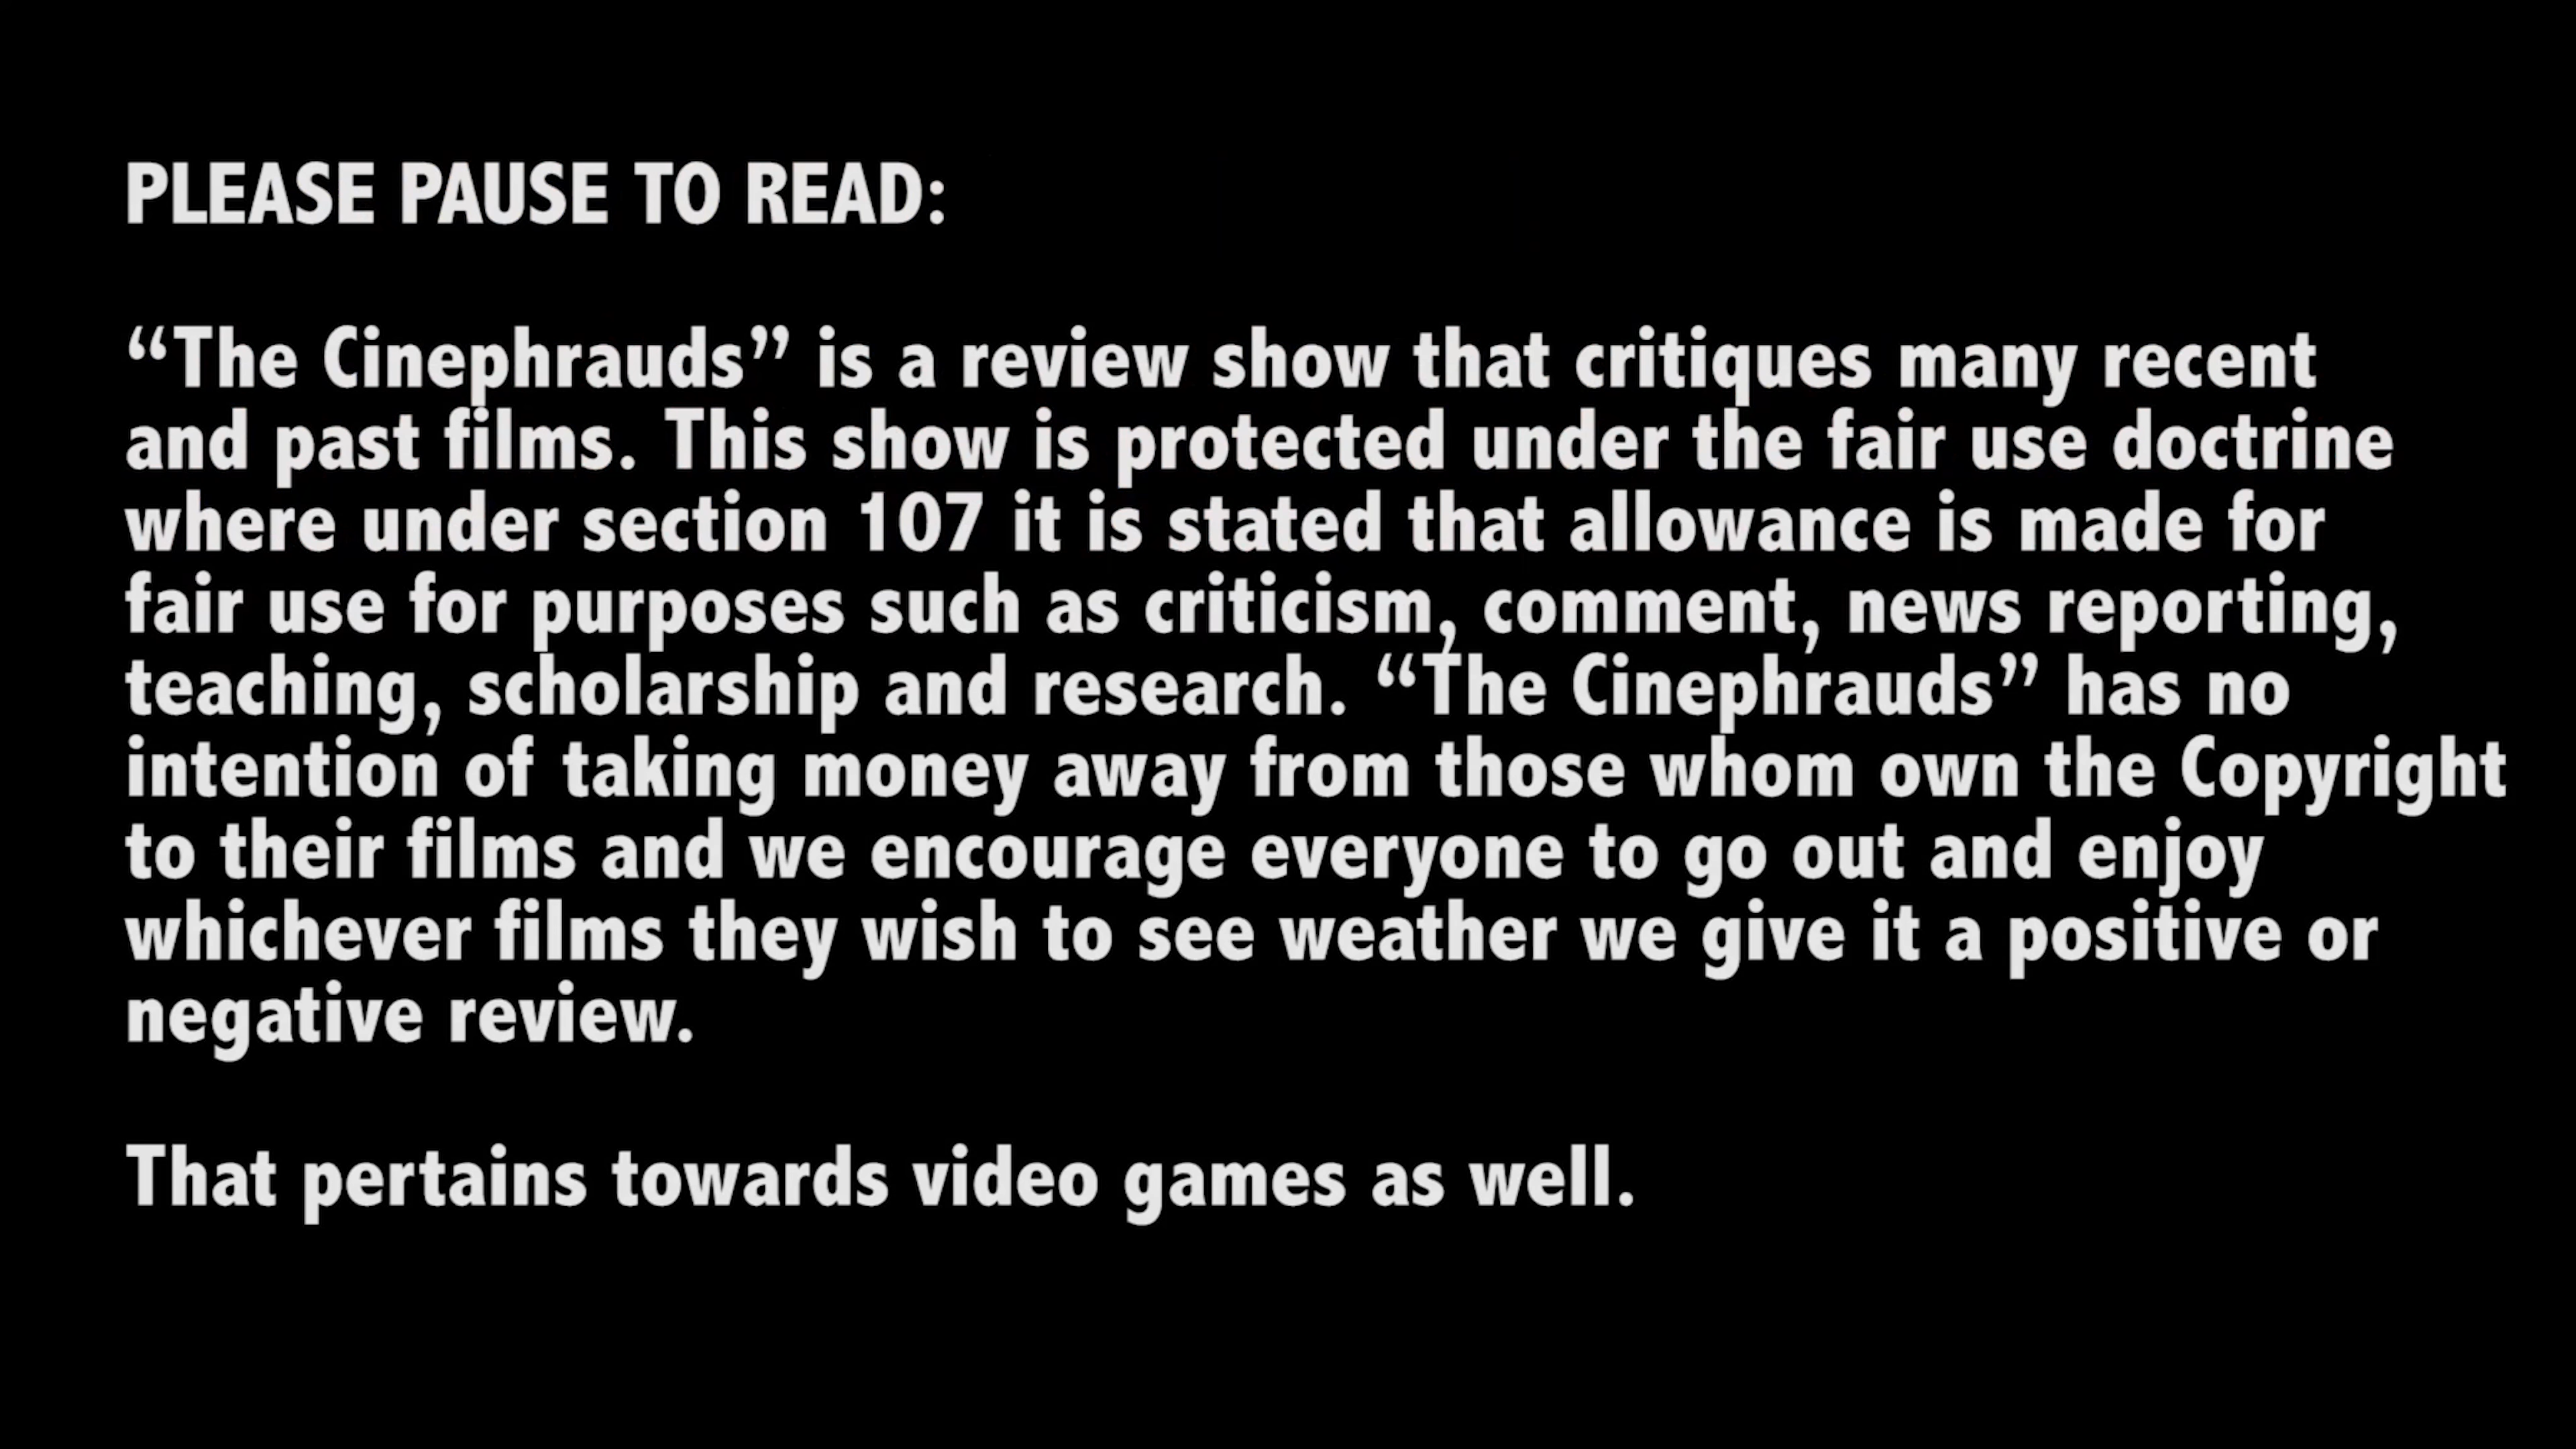 PLEASE PAUSE TO READ:
“The Cinephrauds” is a review show that critiques many recent
and past films. This show is protected under the fair use doctrine
where under section 107 it is stated that allowance is made for
fair use for purposes such as criticism, comment, news reporting,
teaching, scholarship and research. “The Cinephrauds” has no
intention of taking money away from those whom own the Copyright
to their films and we encourage everyone to go out and enjoy
whichever films they wish to see weather we give it a positive or
negative review.
That pertains towards video games as well.